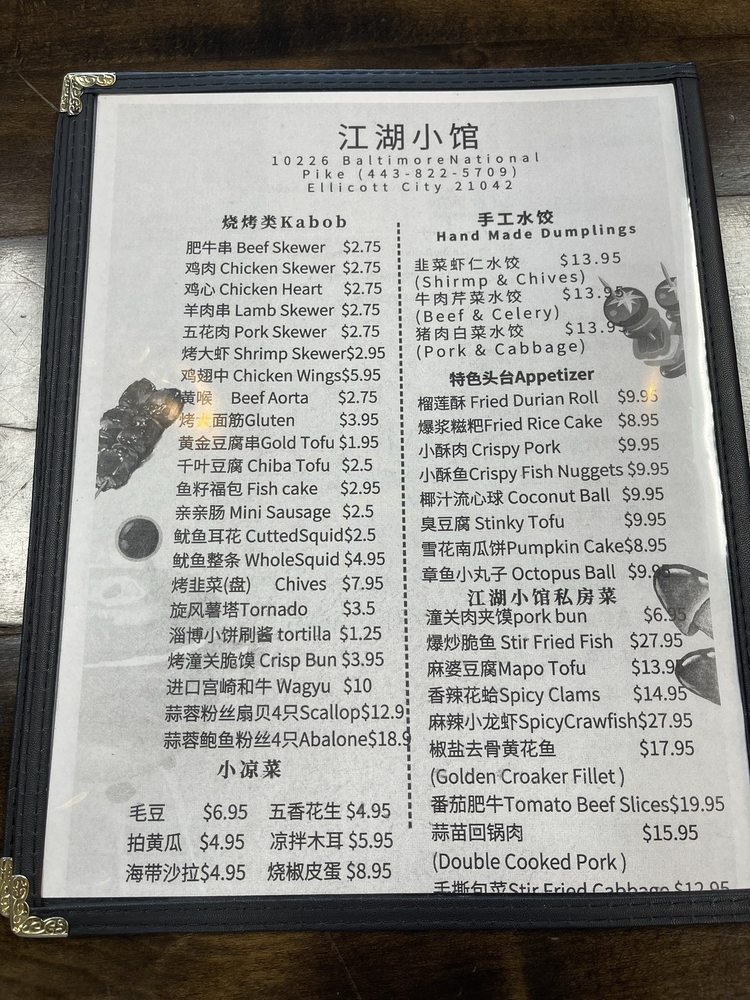 江湖小馆
10226 BaltimoreNational
Pike (443-822-5709)
Ellicott City 21042
烧烤类Kabob
肥牛串 Beef Skewer $2.75
鸡肉 Chicken Skewer $2.75
鸡心 Chicken Heart $2.75
羊肉串 Lamb Skewer $2.75
五花肉 Pork Skewer $2.75
烤大虾 Shrimp Skewer$2.95
鸡翅中 Chicken Wings$5.95
黄喉 Beef Aorta $2.75
烤大面筋Gluten $3.95
黄金豆腐串Gold Tofu $1.95
千叶豆腐 Chiba Tofu $2.5
鱼籽福包 Fish cake $2.95
亲亲肠 Mini Sausage $2.5
鱿鱼耳花 CuttedSquid$2.5
鱿鱼整条 WholeSquid $4.95
烤韭菜(盘) Chives $7.95
旋风薯塔Tornado $3.5
淄博小饼刷酱 tortilla $1.25
烤潼关脆馍 Crisp Bun $3.95
进口宫崎和牛 Wagyu $10
蒜蓉粉丝扇贝4只Scallop$12.9
蒜蓉鲍鱼粉丝4只Abalone$18.9
小凉菜
毛豆 $6.95 五香花生 $4.95
拍黄瓜 $4.95 凉拌木耳 $5.95
海带沙拉$4.95 烧椒皮蛋 $8.95
手工水饺
Hand Made Dumplings
韭菜虾仁水饺 $13.95
(Shirmp & Chives)
牛肉芹菜水饺 $13.95
(Beef & Celery)
猪肉白菜水饺 $13.95
(Pork & Cabbage)
特色头台Appetizer
榴莲酥 Fried Durian Roll $9.95
爆浆糍粑Fried Rice Cake $8.95
小酥肉 Crispy Pork $9.95
小酥鱼Crispy Fish Nuggets $9.95
椰汁流心球 Coconut Ball $9.95
臭豆腐 Stinky Tofu $9.95
雪花南瓜饼Pumpkin Cake$8.95
章鱼小丸子 Octopus Ball $9.95
江湖小馆私房菜
潼关肉夹馍pork bun $6.95
爆炒脆鱼 Stir Fried Fish $27.95
麻婆豆腐Mapo Tofu $13.95
香辣花蛤Spicy Clams $14.95
麻辣小龙虾SpicyCrawfish$27.95
椒盐去骨黄花鱼 $17.95
(Golden Croaker Fillet )
番茄肥牛Tomato Beef Slices$19.95
蒜苗回锅肉 $15.95
(Double Cooked Pork )
手撕包菜Stir Fried Cabbage $12.95